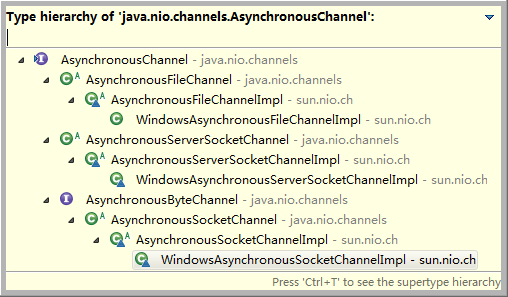 Type hierarchy of 'java.nio.channels.AsynchronousChannel':
AsynchronousChannel - java.nio.channels
AsynchronousFileChannel - java.nio.channels
AsynchronousFileChannelImpl - sun.nio.ch
WindowsAsynchronousFileChannelImpl - sun.nio.ch
AsynchronousServerSocketChannel - java.nio.channels
AsynchronousServerSocketChannelImpl - sun.nio.ch
WindowsAsynchronousServerSocketChannelImpl - sun.nio.ch
AsynchronousByteChannel - java.nio.channels
AsynchronousSocketChannel - java.nio.channels
AsynchronousSocketChannelImpl - sun.nio.ch
WindowsAsynchronousSocketChannelImpl - sun.nio.ch
Press 'Ctrl+T' to see the supertype hierarchy